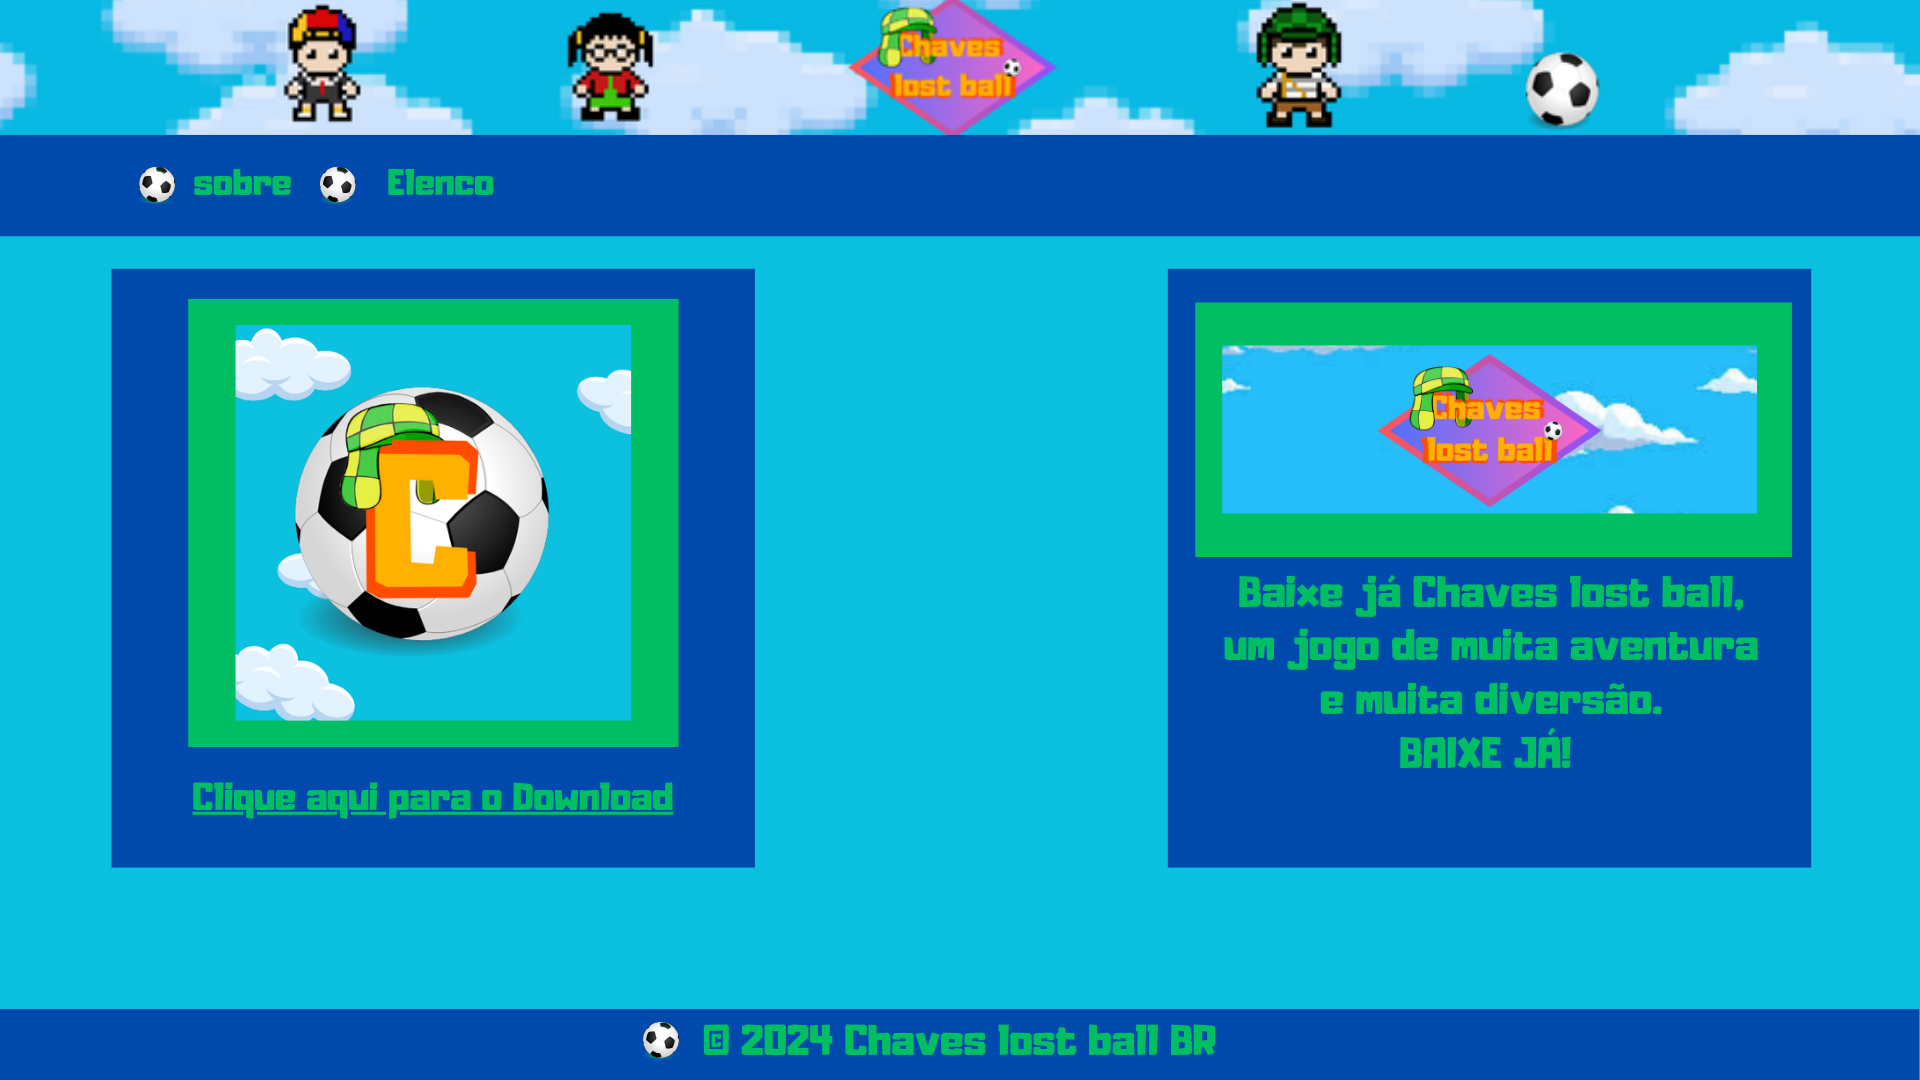 Chaves
lost ball
sobre
Elenco
C
Clique aqui para o Download
Chaves
lost ball
Baixe já Chaves lost ball,
um jogo de muita aventura
e muita diversão.
BAIXE JÁ!
© 2024 Chaves lost ball BR